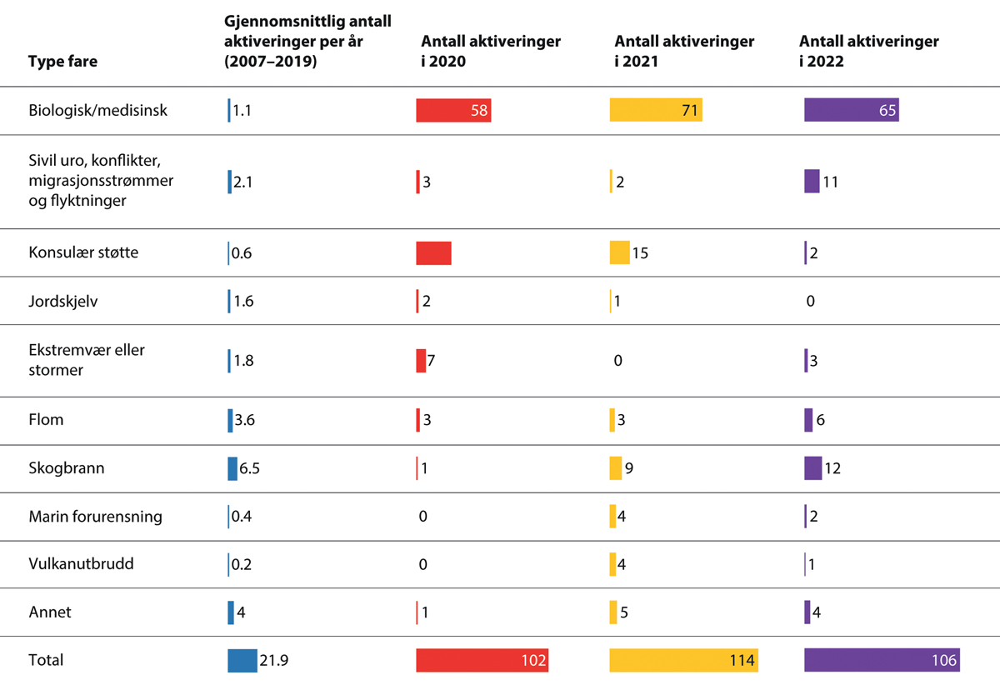 Type fare
Gjennomsnittlig antall
aktiveringer per år
(2007–2019)
Antall aktiveringer
i 2020
Antall aktiveringer
i 2021
Antall aktiveringer
i 2022
Biologisk/medisinsk 1.1 58 71 65
Sivil uro, konflikter,
migrasjonsstrømmer
og flyktninger
2.1 3 2 11
Konsulær støtte 0.6 15 2
Jordskjelv 1.6 2 1 0
Ekstremvær eller
stormer
1.8 7 0 3
Flom 3.6 3 3 6
Skogbrann 6.5 1 9 12
Marin forurensning 0.4 0 4 2
Vulkanutbrudd 0.2 0 4 1
Annet 4 1 5 4
Total 21.9 102 114 106